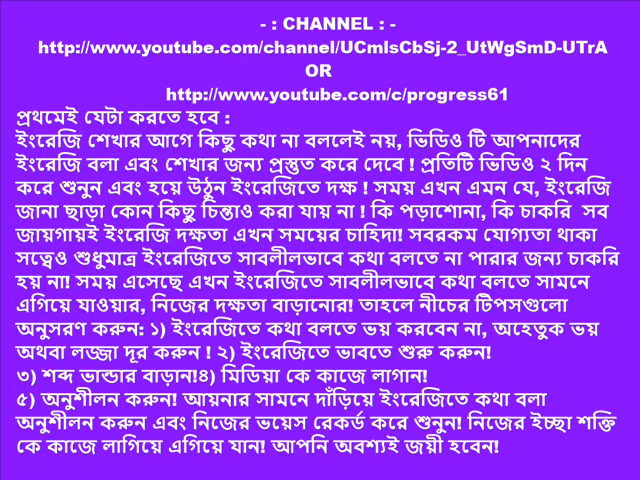 - : CHANNEL : -
http://www.youtube.com/channel/UCmlsCbSj-2_UtWgSmD-UTrA
OR
http://www.youtube.com/c/progress61
প্রথমেই যেটা করতে হবে :
ইংরেজি শেখার আগে কিছু কথা না বললেই নয়, ভিডিও টি আপনাদের
ইংরেজি বলা এবং শেখার জন্য প্রস্তুত করে দেবে ! প্রতিটি ভিডিও ২ দিন
করে শুনুন এবং হয়ে উঠুন ইংরেজিতে দক্ষ ! সময় এখন এমন যে, ইংরেজি
জানা ছাড়া কোন কিছু চিন্তাও করা যায় না ! কি পড়াশোনা, কি চাকরি সব
জায়গায়ই ইংরেজি দক্ষতা এখন সময়ের চাহিদা! সবরকম যোগ্যতা থাকা
সত্বেও শুধুমাত্র ইংরেজিতে সাবলীলভাবে কথা বলতে না পারার জন্য চাকরি
হয় না! সময় এসেছে এখন ইংরেজিতে সাবলীলভাবে কথা বলতে সামনে
এগিয়ে যাওয়ার, নিজের দক্ষতা বাড়ানোর! তাহলে নীচের টিপসগুলো
অনুসরণ করুন: ১) ইংরেজিতে কথা বলতে ভয় করবেন না, অহেতুক ভয়
অথবা লজ্জা দূর করুন ! ২) ইংরেজিতে ভাবতে শুরু করুন!
৩) শব্দ ভান্ডার বাড়ান!৪) মিডিয়া কে কাজে লাগান!
৫) অনুশীলন করুন! আয়নার সামনে দাঁড়িয়ে ইংরেজিতে কথা বলা
অনুশীলন করুন এবং নিজের ভয়েস রেকর্ড করে শুনুন! নিজের ইচ্ছা শক্তি
কে কাজে লাগিয়ে এগিয়ে যান! আপনি অবশ্যই জয়ী হবেন!